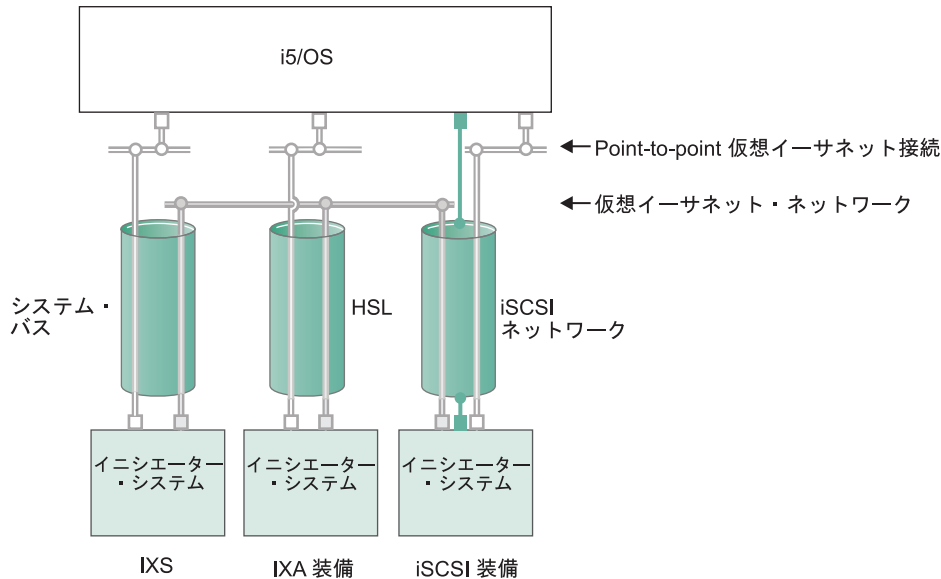 i5/OS
←Point-to-point 仮想イーサネット接続
←仮想イーサネット・ネットワーク
システム・
バス
HSL
iSCSI
ネットワーク
イニシエーター
・システム
イニシエーター
・システム
イニシエーター
・システム
IXS
IXA 装備
iSCSI 装備